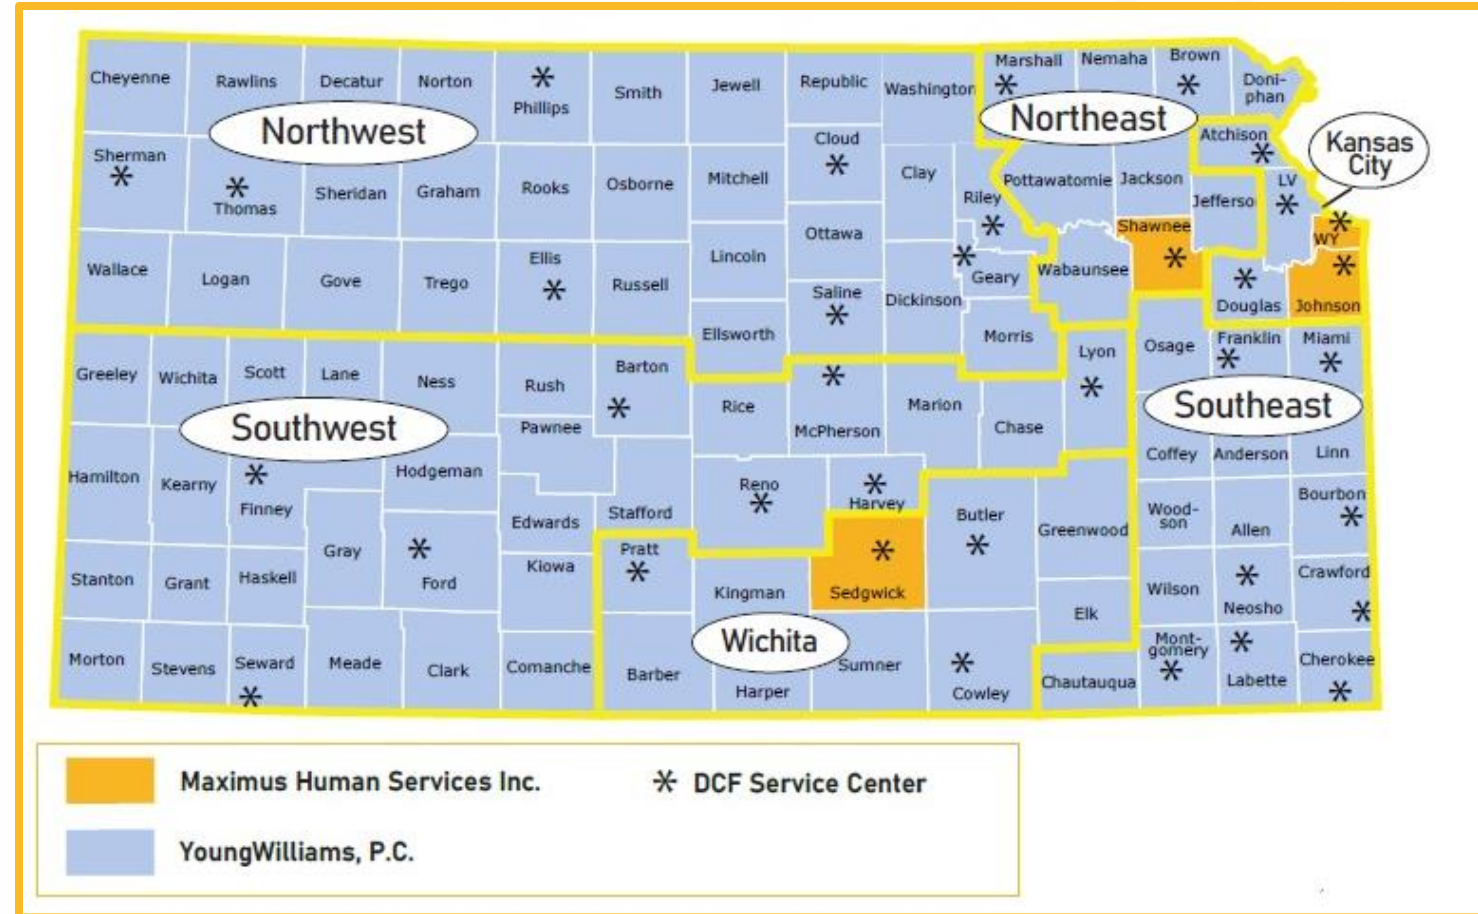 Cheyenne
Rawlins
Decatur
Norton
Phillips
Smith
Jewell
Republic
Washington
Marshall
Nemaha
Brown
Doni-
phan
Northwest
Northeast
Kansas
City
Atchison
Sherman
Thomas
Sheridan
Graham
Rooks
Osborne
Mitchell
Cloud
Clay
Riley
Pottawatomie
Jackson
Jefferso
LV
Wallace
Logan
Gove
Trego
Ellis
Russell
Lincoln
Ottawa
Saline
Dickinson
Geary
Wabaunsee
Shawnee
WY
Douglas
Johnson
Ellsworth
Morris
Greeley
Wichita
Scott
Lane
Ness
Rush
Barton
Rice
McPherson
Marion
Chase
Lyon
Osage
Franklin
Miami
Southwest
Southeast
Pawnee
Hamilton
Kearny
Finney
Hodgeman
Edwards
Stafford
Reno
Harvey
Butler
Greenwood
Coffey
Anderson
Linn
Wood-
son
Allen
Bourbon
Stanton
Grant
Haskell
Gray
Ford
Kiowa
Pratt
Kingman
Sedgwick
Elk
Wilson
Neosho
Crawford
Wichita
Morton
Stevens
Seward
Meade
Clark
Comanche
Barber
Harper
Sumner
Cowley
Chautauqua
Mont-
gomery
Labette
Cherokee
Maximus Human Services Inc.
DCF Service Center
YoungWilliams, P.C.